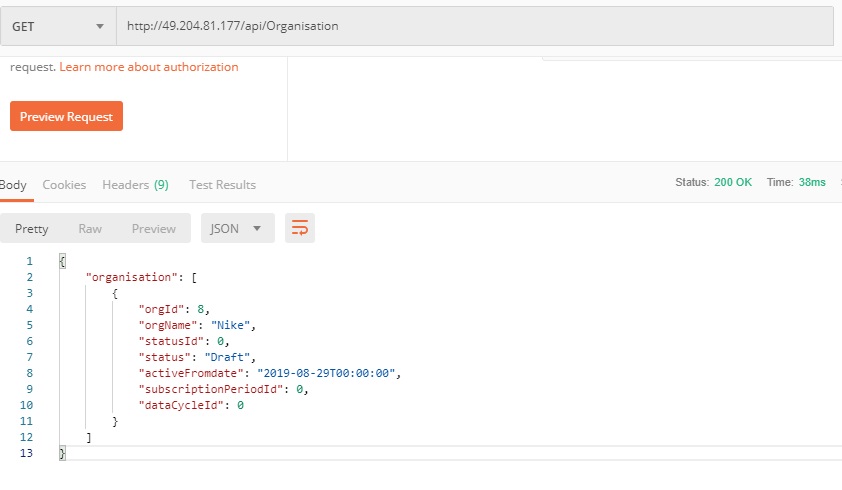 GET http://49.204.81.177/api/Organisation
request. Learn more about authorization
Preview Request
Body Cookies Headers (9) Test Results Status: 200 OK Time: 38ms
Pretty Raw Preview JSON
1 {
2 "organisation": [
3 {
4 "orgId": 8,
5 "orgName": "Nike",
6 "statusId": 0,
7 "status": "Draft",
8 "activeFromdate": "2019-08-29T00:00:00",
9 "subscriptionPeriodId": 0,
10 "dataCycleId": 0
11 }
12 ]
13 }